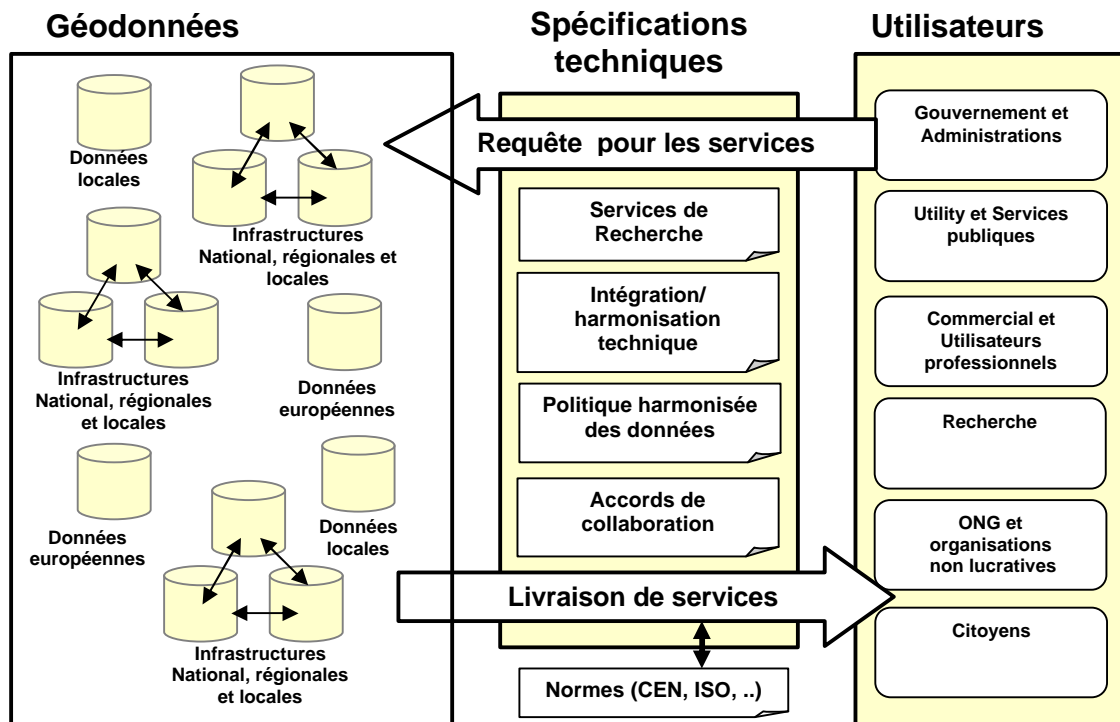 Géodonnées
Spécifications
techniques
Utilisateurs
Données
locales
Infrastructures
National, régionales et
locales
Infrastructures
National, régionales
et locales
Données
européennes
Données
européennes
Données
locales
Infrastructures
National, régionales
et locales
Requête pour les services
Services de
Recherche
Intégration/
harmonisation
technique
Politique harmonisée
des données
Accords de
collaboration
Livraison de services
Normes (CEN, ISO, ..)
Gouvernement et
Administrations
Utility et Services
publiques
Commercial et
Utilisateurs
professionnels
Recherche
ONG et
organisations
non lucratives
Citoyens